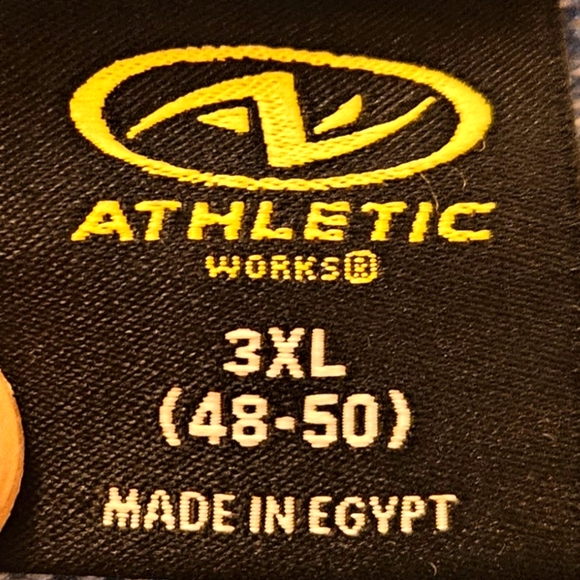 ATHLETIC
WORKS®
3XL
(48-50)
MADE IN EGYPT